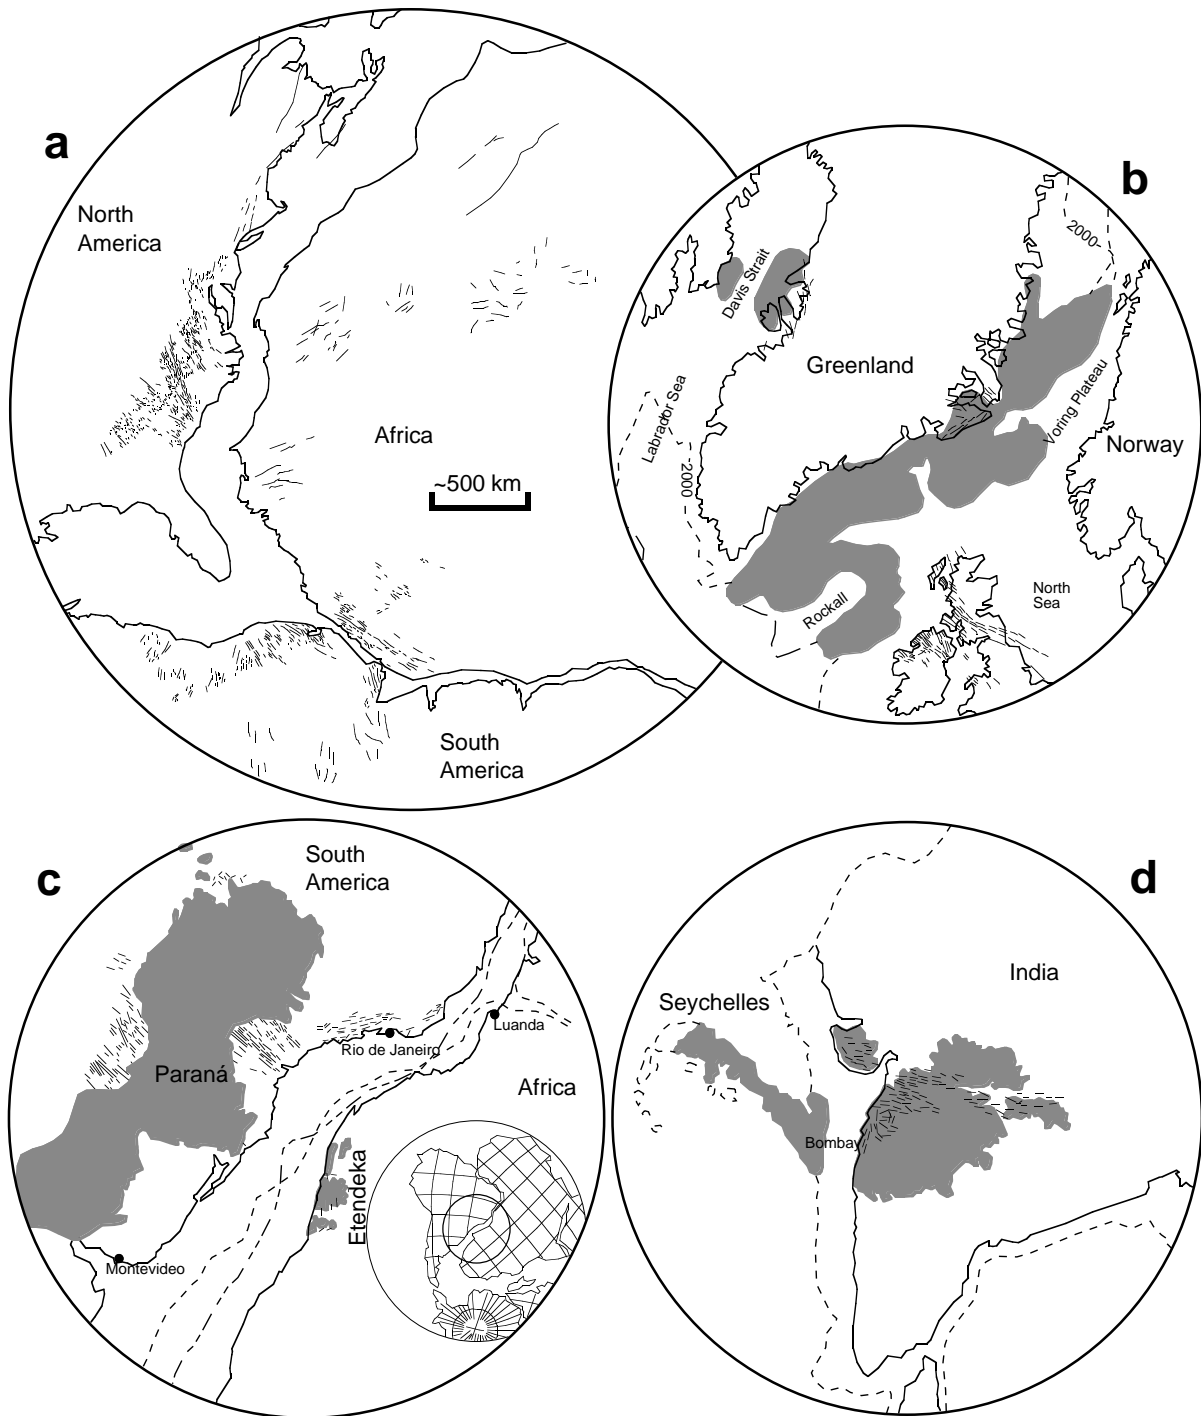 a
North
America
Africa
~500 km
South
America
b
2000-
Davis Strait
Greenland
Labrador Sea
-2000
Voring Plateau
Norway
Rockall
North
Sea
c
South
America
Paraná
Rio de Janeiro
Luanda
Africa
Etendeka
Montevideo
d
India
Seychelles
Bombay